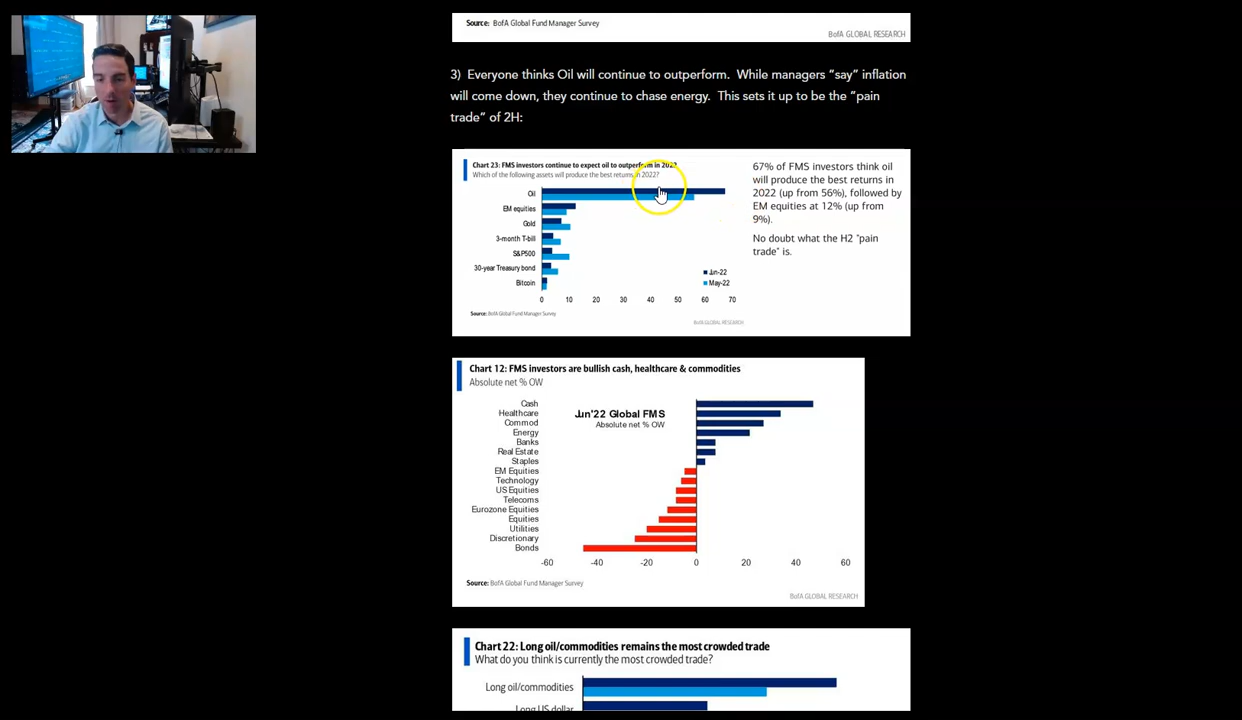 Source: BofA Global Fund Manager Survey
BofA GLOBAL RESEARCH
3) Everyone thinks Oil will continue to outperform. While managers “say” inflation
will come down, they continue to chase energy. This sets it up to be the “pain
trade” of 2H:
Chart 23: FMS investors continue to expect oil to outperform in 2022
Which of the following assets will produce the best returns in 2022?
Oil
EM equities
Gold
3-month T-bill
S&P500
30-year Treasury bond
Bitcoin
Jun-22
May-22
0 10 20 30 40 50 60 70
Source: BofA Global Fund Manager Survey
BofA GLOBAL RESEARCH
67% of FMS investors think oil
will produce the best returns in
2022 (up from 56%), followed by
EM equities at 12% (up from
9%).
No doubt what the H2 "pain
trade" is.
Chart 12: FMS investors are bullish cash, healthcare & commodities
Absolute net % OW
Jun'22 Global FMS
Absolute net % OW
Cash
Healthcare
Commod
Energy
Banks
Real Estate
Staples
EM Equities
Technology
US Equities
Telecoms
Eurozone Equities
Equities
Utilities
Discretionary
Bonds
-60 -40 -20 0 20 40 60
Source: BofA Global Fund Manager Survey
BofA GLOBAL RESEARCH
Chart 22: Long oil/commodities remains the most crowded trade
What do you think is currently the most crowded trade?
Long oil/commodities
Long US dollar